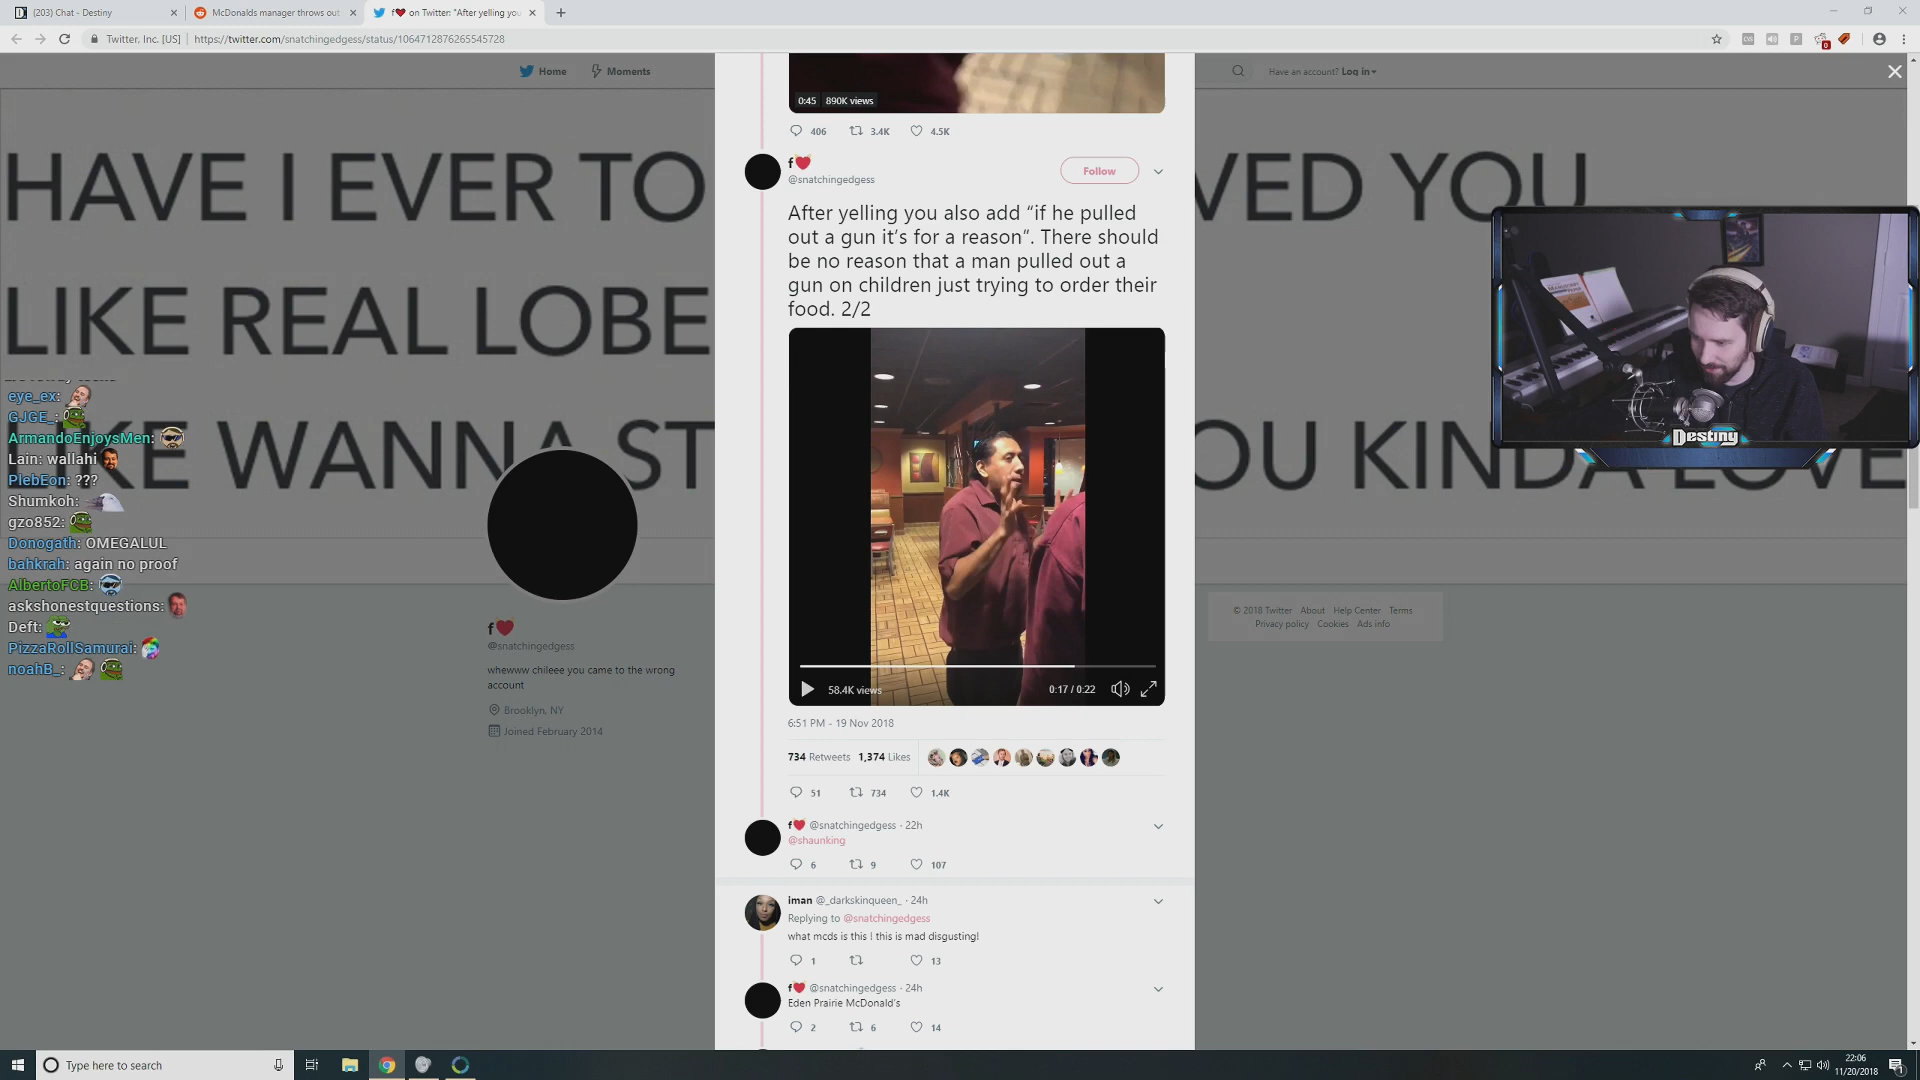 (203) Chat - Destiny
McDonalds manager throws out
f on Twitter: "After yelling you
Twitter, Inc. [US]
https://twitter.com/snatchingedgess/status/1064712876265545728
Home
Moments
Have an account? Log in
0:45 890K views
406 3.4K 4.5K
HAVE I EVER TO
VED YOU
LIKE REAL LOBE
LIKE WANNA ST
OU KINDA LOVE
f
@snatchingedgess
Follow
After yelling you also add “if he pulled
out a gun it’s for a reason”. There should
be no reason that a man pulled out a
gun on children just trying to order their
food. 2/2
58.4K views
0:17 / 0:22
6:51 PM - 19 Nov 2018
734 Retweets 1,374 Likes
51 734 1.4K
f @snatchingedgess · 22h
@shaunking
6 9 107
iman @_darkskinqueen_ · 24h
Replying to @snatchingedgess
what mcds is this ! this is mad disgusting!
1 13
f @snatchingedgess · 24h
Eden Prairie McDonald's
2 6 14
eye_ex:
GJGE_:
ArmandoEnjoysMen:
Lain: wallahi
PlebEon: ???
Shumkoh:
gzo852:
Donogath: OMEGALUL
bahkrah: again no proof
AlbertoFCB:
askshonestquestions:
Deft:
PizzaRollSamurai:
noahB_:
f
@snatchingedgess
whewww chileee you came to the wrong
account
Brooklyn, NY
Joined February 2014
© 2018 Twitter About Help Center Terms
Privacy policy Cookies Ads info
Destiny
Type here to search
22:06
11/20/2018